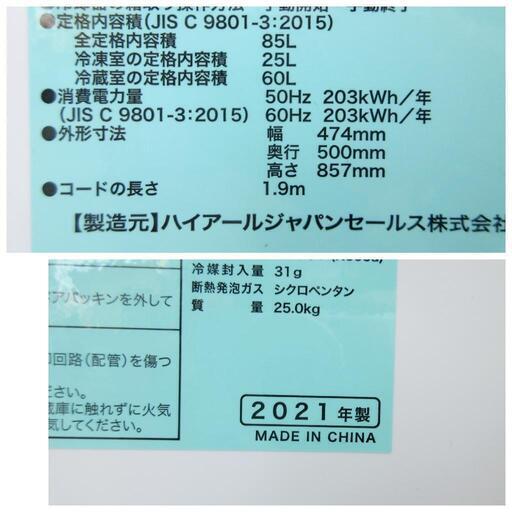 ●定格内容積(JIS C 9801-3:2015)
全定格内容積 85L
冷凍室の定格内容積 25L
冷蔵室の定格内容積 60L
●消費電力量 50Hz 203kWh/年
(JIS C 9801-3:2015) 60Hz 203kWh/年
●外形寸法 幅 474mm
奥行 500mm
高さ 857mm
●コードの長さ 1.9m
【製造元】ハイアールジャパンセールス株式会
冷媒封入量 31g
断熱発泡ガス シクロペンタン
質量 25.0kg
アパッキンを外して
回路(配管)を傷つ
ださい。
蔵庫に触れずに火気
気してください。
2021年製
MADE IN CHINA